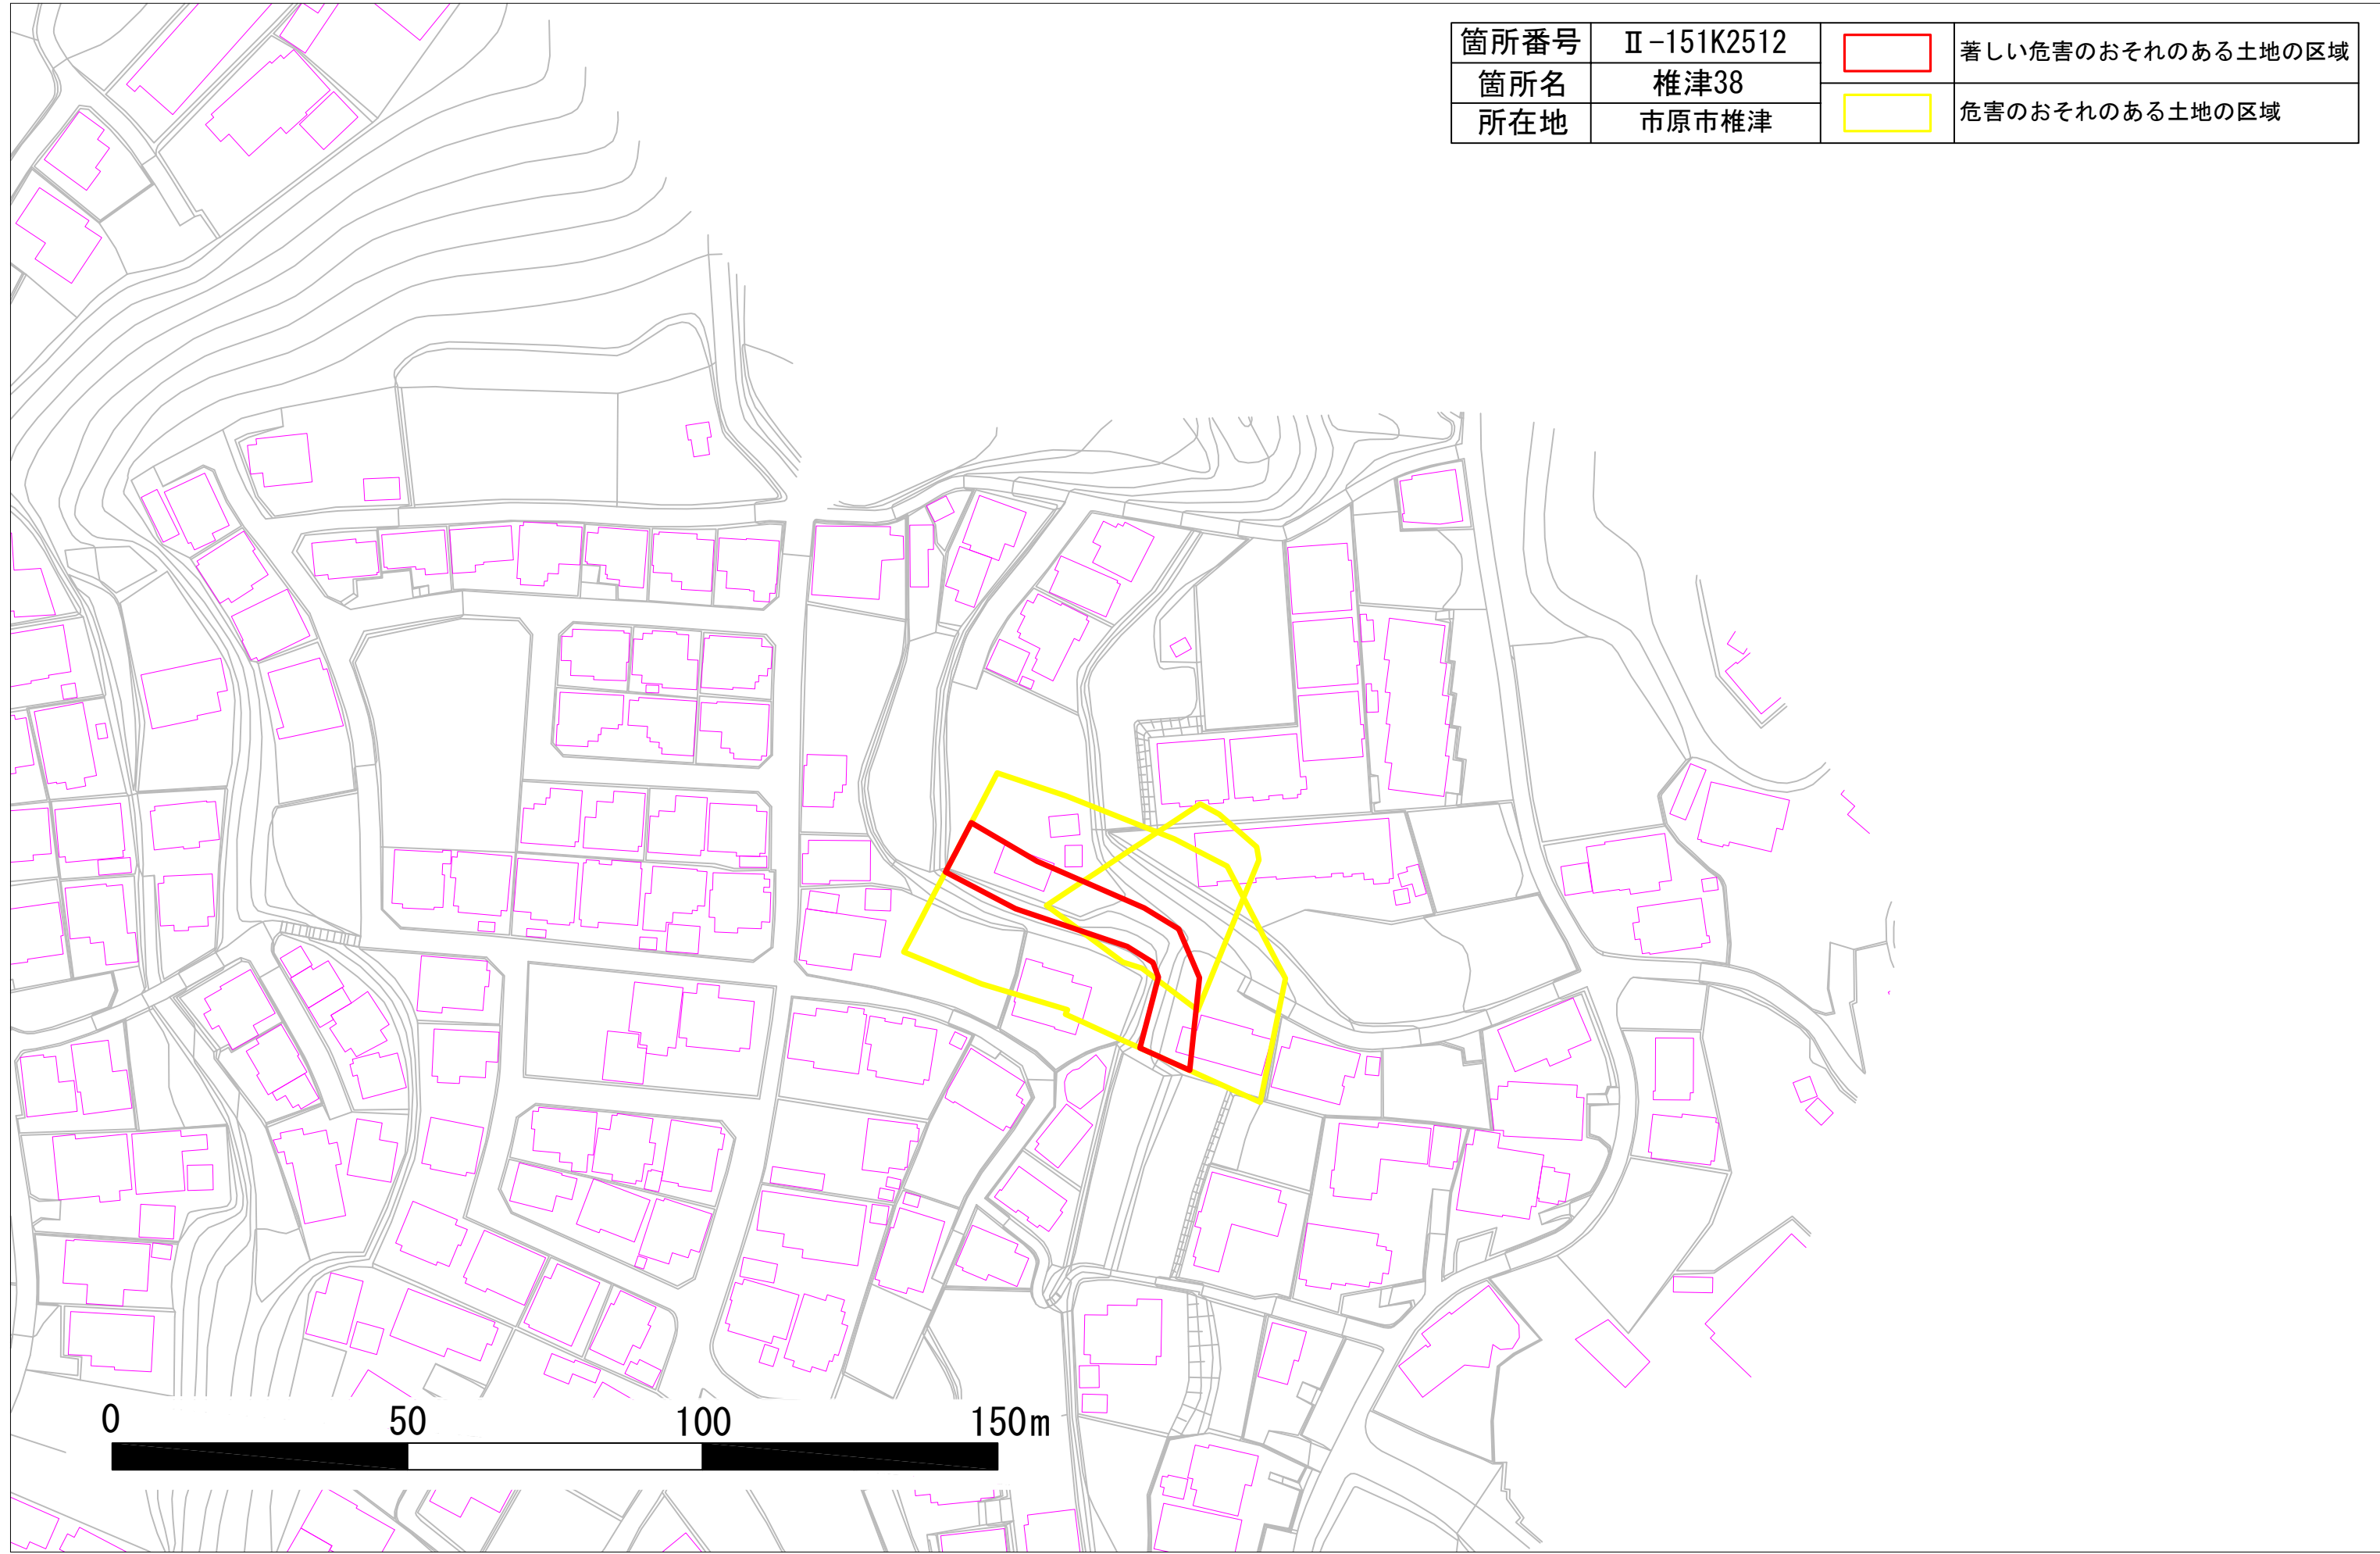 箇所番号 Ⅱ-151K2512
箇所名 椎津38
所在地 市原市椎津
著しい危害のおそれのある土地の区域
危害のおそれのある土地の区域
0 50 100 150m